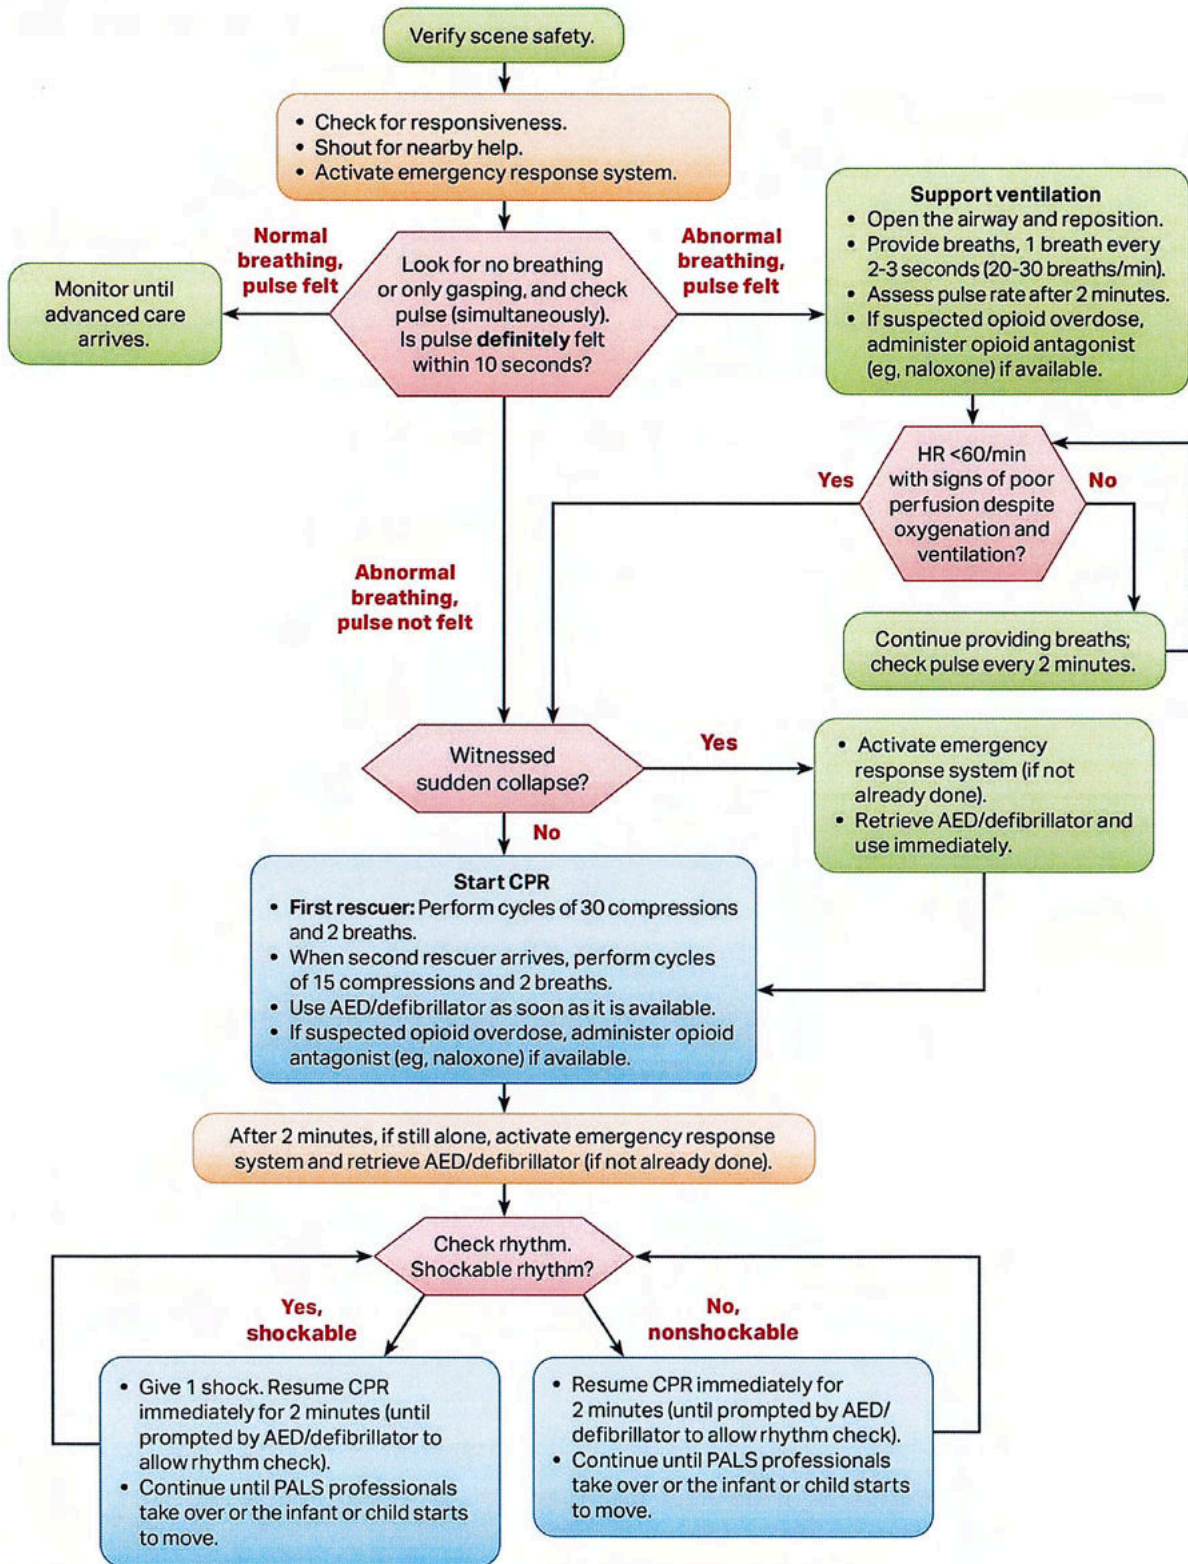 Verify scene safety.
• Check for responsiveness.
• Shout for nearby help.
• Activate emergency response system.
Normal
breathing,
pulse felt
Look for no breathing
or only gasping, and check
pulse (simultaneously).
Is pulse definitely felt
within 10 seconds?
Abnormal
breathing,
pulse felt
Monitor until
advanced care
arrives.
Support ventilation
• Open the airway and reposition.
• Provide breaths, 1 breath every
2-3 seconds (20-30 breaths/min).
• Assess pulse rate after 2 minutes.
• If suspected opioid overdose,
administer opioid antagonist
(eg, naloxone) if available.
Yes
HR <60/min
with signs of poor
perfusion despite
oxygenation and
ventilation?
No
Abnormal
breathing,
pulse not felt
Continue providing breaths;
check pulse every 2 minutes.
Witnessed
sudden collapse?
Yes
• Activate emergency
response system (if not
already done).
• Retrieve AED/defibrillator and
use immediately.
No
Start CPR
• First rescuer: Perform cycles of 30 compressions
and 2 breaths.
• When second rescuer arrives, perform cycles
of 15 compressions and 2 breaths.
• Use AED/defibrillator as soon as it is available.
• If suspected opioid overdose, administer opioid
antagonist (eg, naloxone) if available.
After 2 minutes, if still alone, activate emergency response
system and retrieve AED/defibrillator (if not already done).
Check rhythm.
Shockable rhythm?
Yes,
shockable
No,
nonshockable
• Give 1 shock. Resume CPR
immediately for 2 minutes (until
prompted by AED/defibrillator to
allow rhythm check).
• Continue until PALS professionals
take over or the infant or child starts
to move.
• Resume CPR immediately for
2 minutes (until prompted by AED/
defibrillator to allow rhythm check).
• Continue until PALS professionals
take over or the infant or child starts
to move.